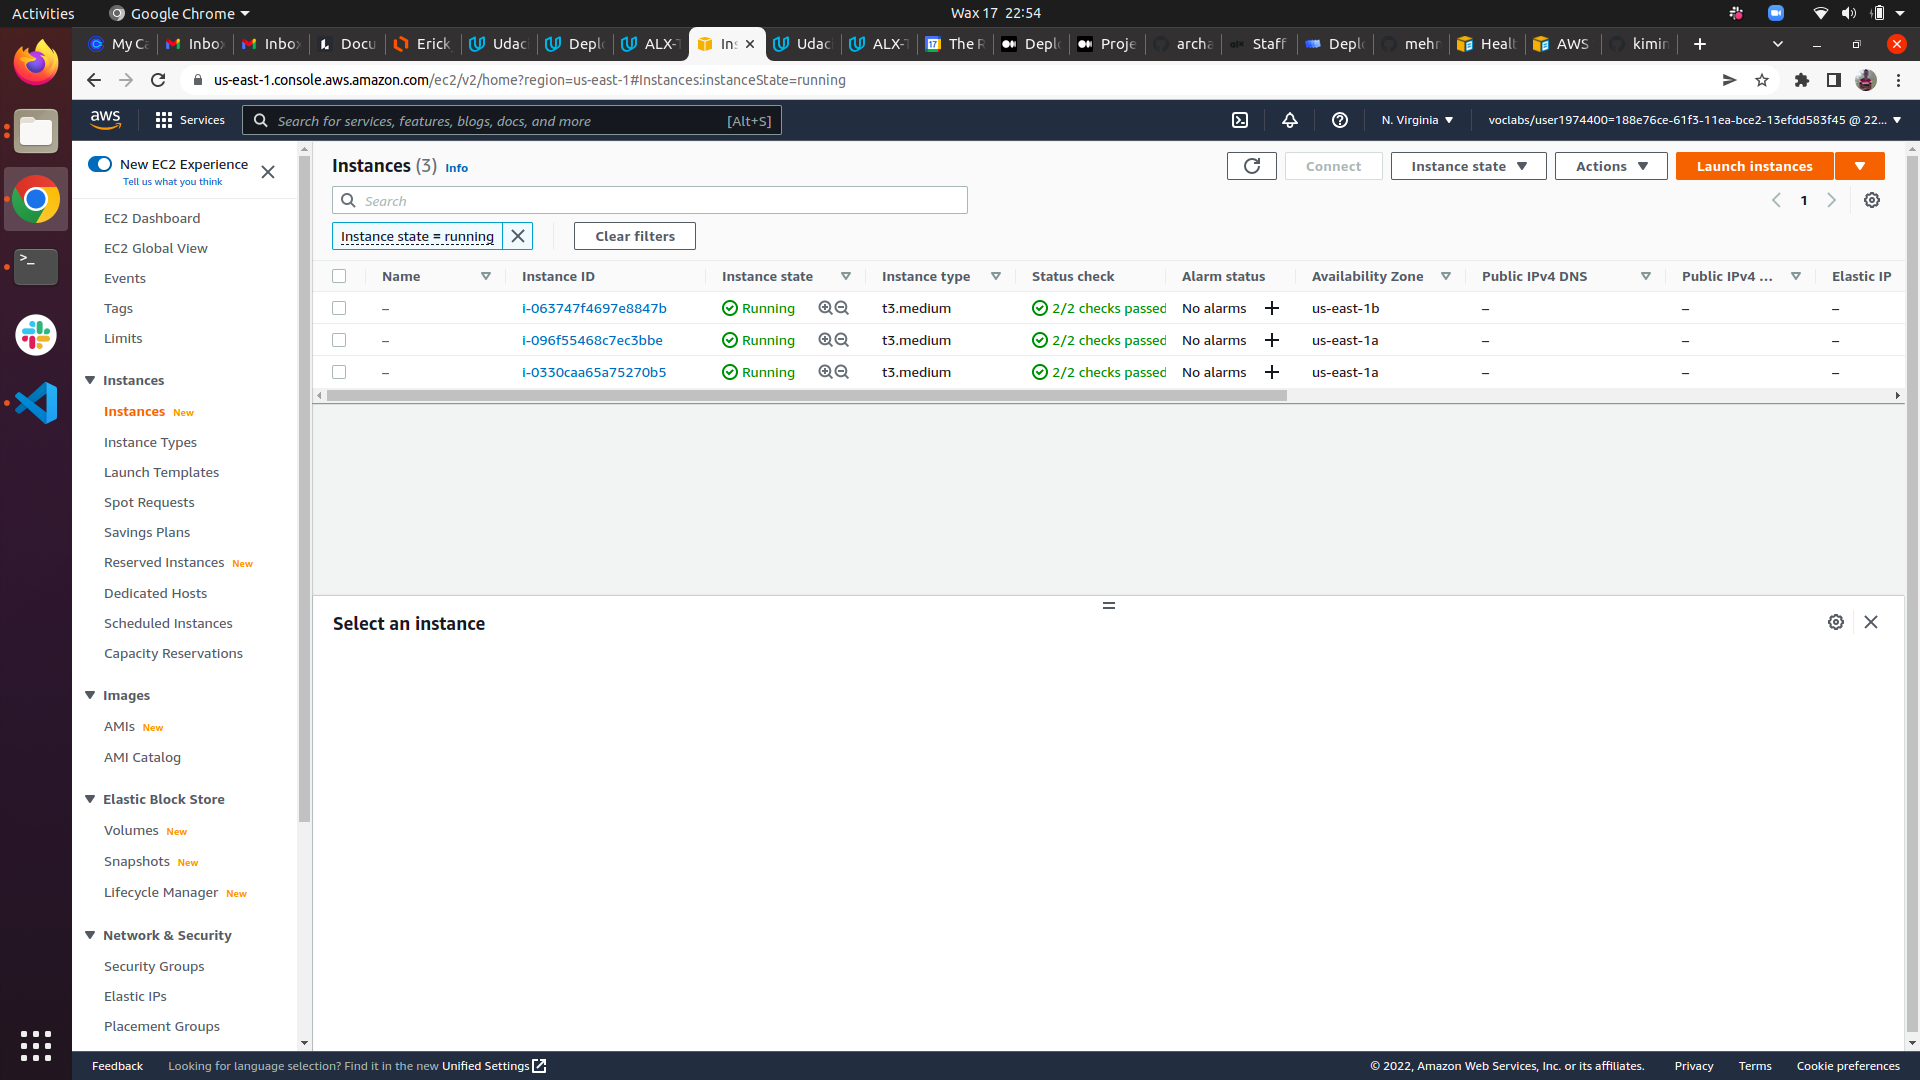 Activities
Google Chrome
Wax 17 22:54
My Ca
Inbox
Inbox
Docu
Erick
Udac
Deplo
ALX-T
Ins
Udac
ALX-T
The R
Deplo
Proje
archa
Staff
Deplo
mehr
Healt
AWS
kimin
us-east-1.console.aws.amazon.com/ec2/v2/home?region=us-east-1#Instances:instanceState=running
aws
Services
Search for services, features, blogs, docs, and more
[Alt+S]
N. Virginia
voclabs/user1974400=188e76ce-61f3-11ea-bce2-13efdd583f45 @ 22...
New EC2 Experience
Tell us what you think
EC2 Dashboard
EC2 Global View
Events
Tags
Limits
Instances
Instances New
Instance Types
Launch Templates
Spot Requests
Savings Plans
Reserved Instances New
Dedicated Hosts
Scheduled Instances
Capacity Reservations
Images
AMIs New
AMI Catalog
Elastic Block Store
Volumes New
Snapshots New
Lifecycle Manager New
Network & Security
Security Groups
Elastic IPs
Placement Groups
Instances (3) Info
Connect
Instance state
Actions
Launch instances
Search
1
Instance state = running
Clear filters
Name Instance ID Instance state Instance type Status check Alarm status Availability Zone Public IPv4 DNS Public IPv4 ... Elastic IP
– i-063747f4697e8847b Running t3.medium 2/2 checks passed No alarms + us-east-1b – – –
– i-096f55468c7ec3bbe Running t3.medium 2/2 checks passed No alarms + us-east-1a – – –
– i-0330caa65a75270b5 Running t3.medium 2/2 checks passed No alarms + us-east-1a – – –
Select an instance
Feedback
Looking for language selection? Find it in the new Unified Settings
© 2022, Amazon Web Services, Inc. or its affiliates.
Privacy
Terms
Cookie preferences